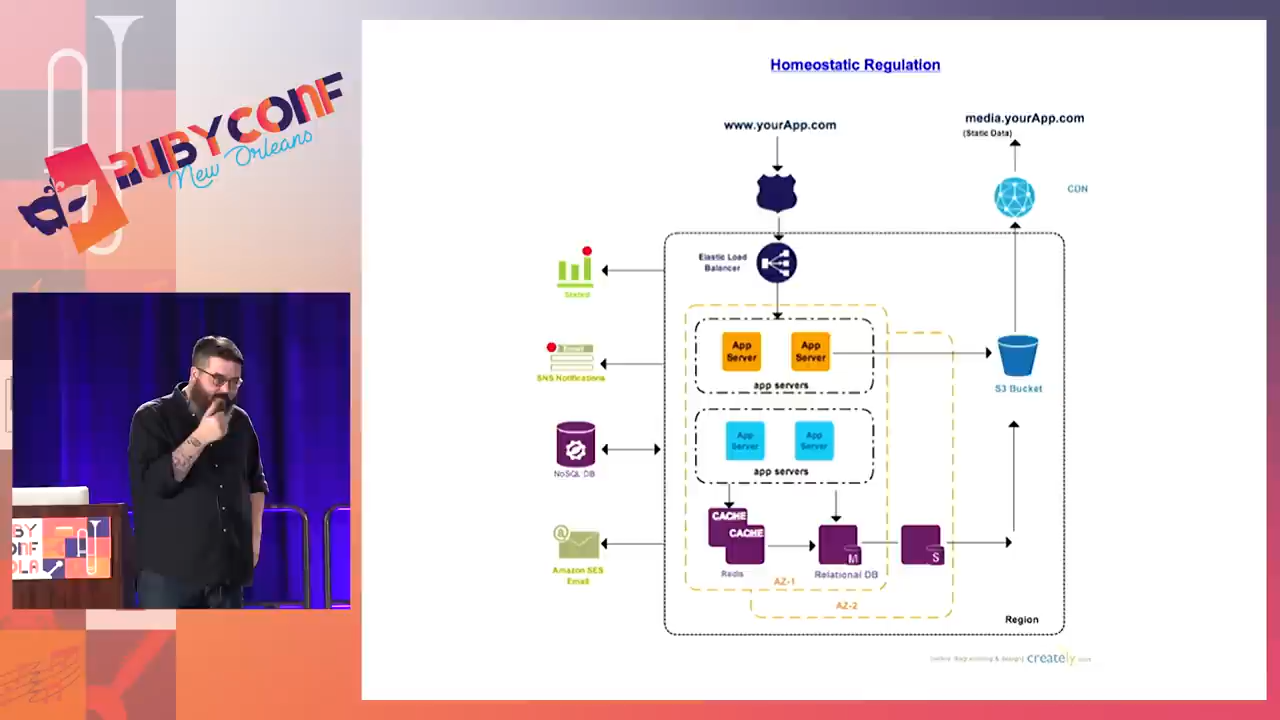 RUBYCONF
New Orleans
Homeostatic Regulation
www.yourApp.com
media.yourApp.com
(Static Data)
CDN
Elastic Load
Balancer
App
Server
App
Server
app servers
App
Server
App
Server
app servers
S3 Bucket
SNS Notifications
NoSQL DB
Amazon SES
Email
CACHE
CACHE
Redis
M
Relational DB
S
AZ-1
AZ-2
Region
creately